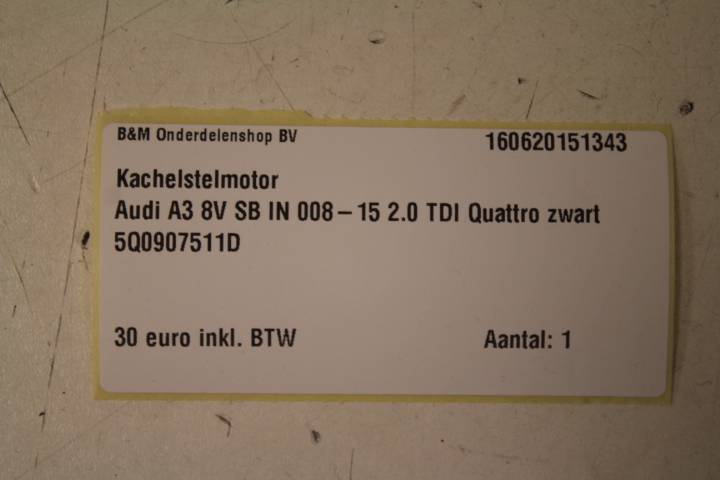 B&M Onderdelenshop BV 160620151343
Kachelstelmotor
Audi A3 8V SB IN 008-15 2.0 TDI Quattro zwart
5Q0907511D
30 euro inkl. BTW Aantal: 1